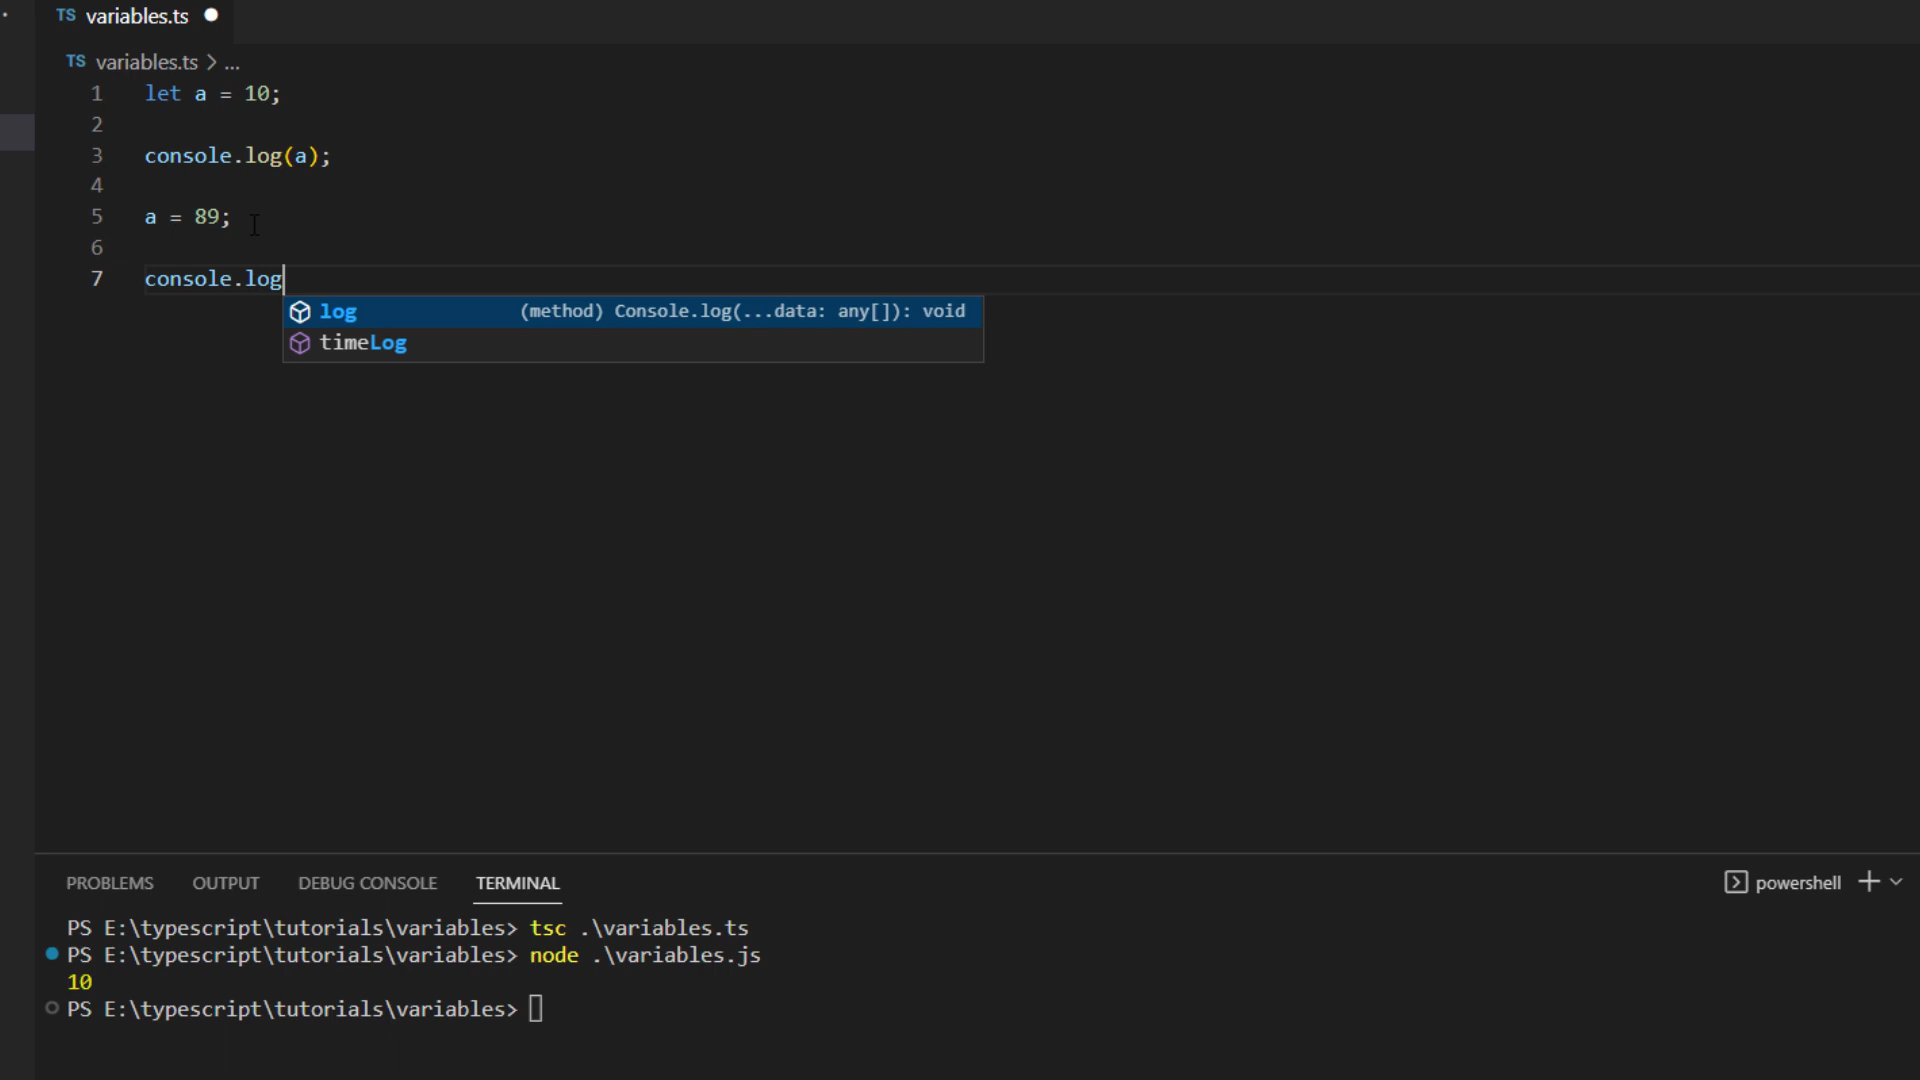 TS variables.ts
TS variables.ts > ...
1 let a = 10;
2
3 console.log(a);
4
5 a = 89;
6
7 console.log
log (method) Console.log(...data: any[]): void
timeLog
PROBLEMS OUTPUT DEBUG CONSOLE TERMINAL powershell
PS E:\typescript\tutorials\variables> tsc .\variables.ts
PS E:\typescript\tutorials\variables> node .\variables.js
10
PS E:\typescript\tutorials\variables>